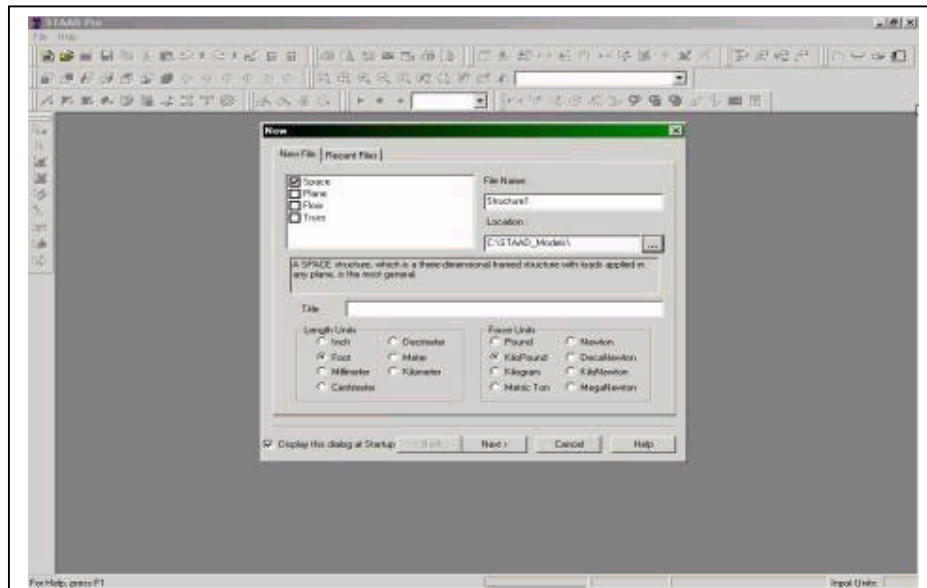 STAAD Pro
File Help
New
New File Recent Files
Space
Plane
Floor
Truss
File Name
Structure1
Location
C:\STAAD_Models\
...
A SPACE structure, which is a three dimensional framed structure with loads applied in
any plane, is the most general.
Title
Length Units
Inch Decimeter
Foot Meter
Millimeter Kilometer
Centimeter
Force Units
Pound Newton
KiloPound DecaNewton
Kilogram KiloNewton
Metric Ton MegaNewton
Display this dialog at Startup
Next > Cancel Help
For Help, press F1
Input Units: